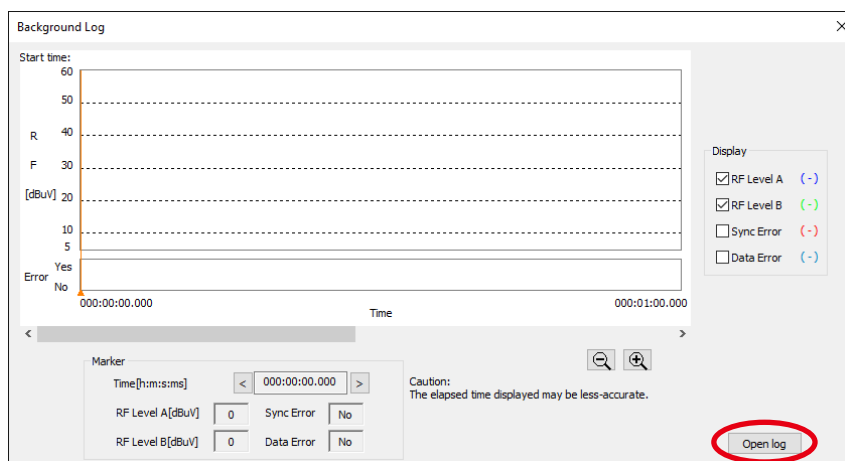 Background Log
Start time:
60
50
R 40
F 30
[dBuV] 20
10
5
Error Yes
No
000:00:00.000 000:01:00.000
Time
Display
RF Level A (-)
RF Level B (-)
Sync Error (-)
Data Error (-)
Marker
Time[h:m:s:ms] < 000:00:00.000 >
RF Level A[dBuV] 0 Sync Error No
RF Level B[dBuV] 0 Data Error No
Caution:
The elapsed time displayed may be less-accurate.
Open log